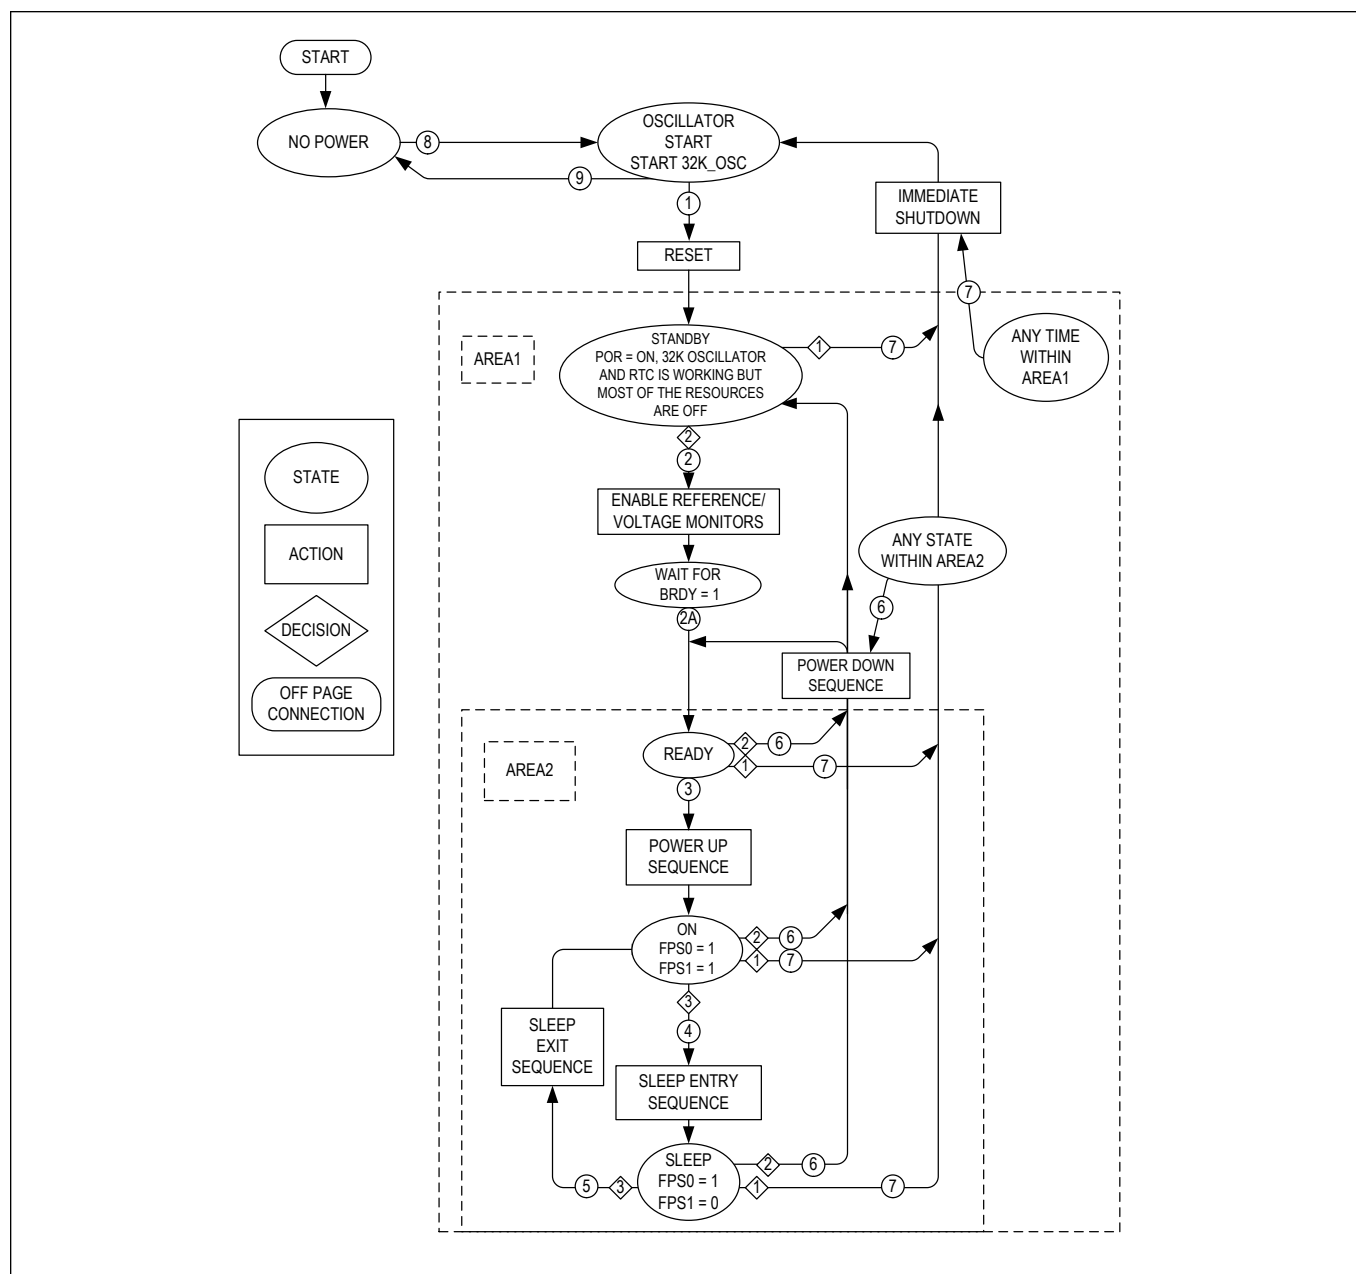 START
NO POWER
8
OSCILLATOR
START
START 32K_OSC
9
1
IMMEDIATE
SHUTDOWN
RESET
7
AREA1
STANDBY
POR = ON, 32K OSCILLATOR
AND RTC IS WORKING BUT
MOST OF THE RESOURCES
ARE OFF
1
7
ANY TIME
WITHIN
AREA1
2
2
STATE
ENABLE REFERENCE/
VOLTAGE MONITORS
ACTION
ANY STATE
WITHIN AREA2
WAIT FOR
BRDY = 1
6
2A
DECISION
POWER DOWN
SEQUENCE
OFF PAGE
CONNECTION
AREA2
READY
2
6
1
7
3
POWER UP
SEQUENCE
ON
FPS0 = 1
FPS1 = 1
2
6
1
7
3
4
SLEEP
EXIT
SEQUENCE
SLEEP ENTRY
SEQUENCE
SLEEP
FPS0 = 1
FPS1 = 0
2
6
5
3
1
7